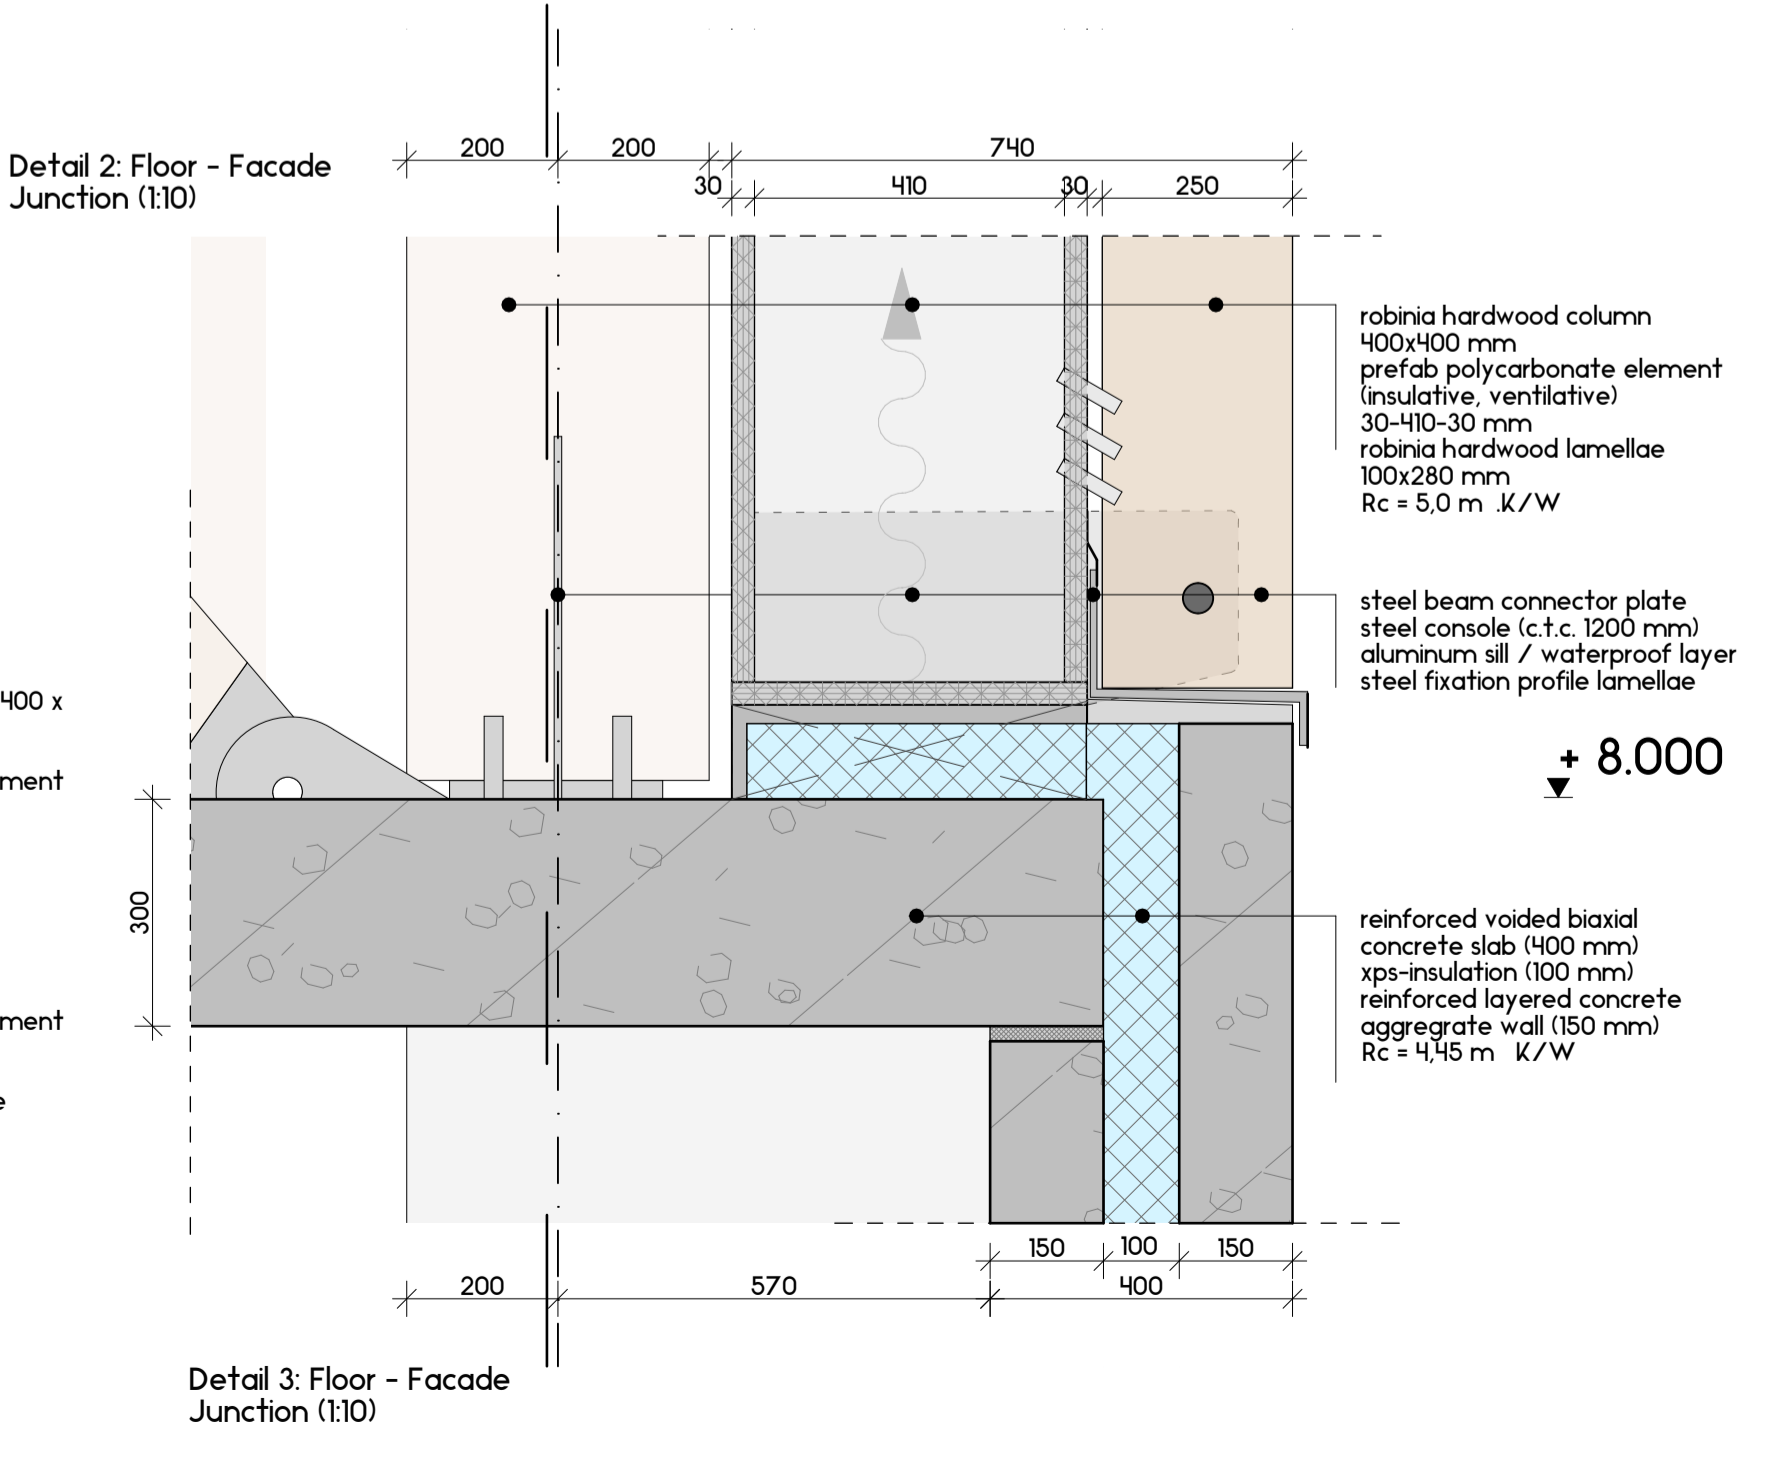 Detail 2: Floor - Facade
Junction (1:10)
200
200
740
30
410
30
250
robinia hardwood column
400x400 mm
prefab polycarbonate element
(insulative, ventilative)
30-410-30 mm
robinia hardwood lamellae
100x280 mm
Rc = 5,0 m .K/W
steel beam connector plate
steel console (c.t.c. 1200 mm)
aluminum sill / waterproof layer
steel fixation profile lamellae
400 x
ment
+ 8.000
300
reinforced voided biaxial
concrete slab (400 mm)
xps-insulation (100 mm)
reinforced layered concrete
aggregrate wall (150 mm)
Rc = 4,45 m K/W
ment
e
150
100
150
200
570
400
Detail 3: Floor - Facade
Junction (1:10)